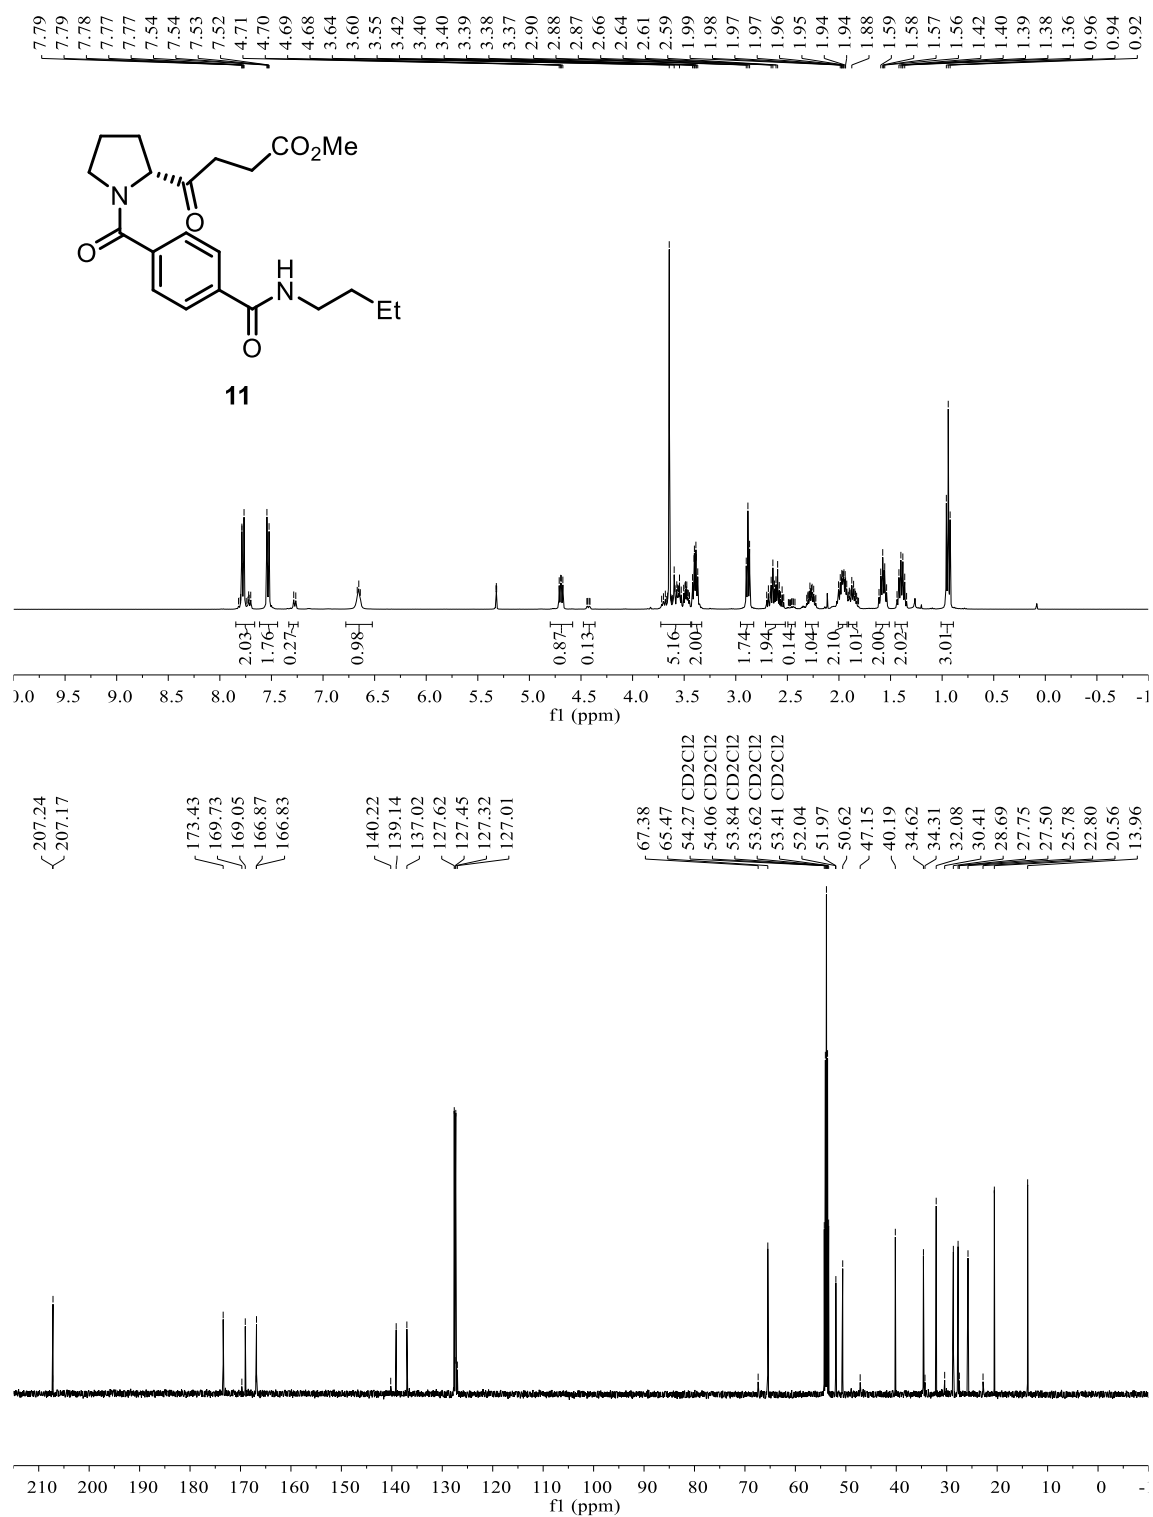 7.79 7.79 7.78 7.77 7.77 7.54 7.54 7.53 7.52 4.71 4.70 4.69 4.68 3.64 3.60 3.55 3.42 3.40 3.40 3.39 3.38 3.37 2.90 2.88 2.87 2.66 2.64 2.61 2.59 1.99 1.98 1.97 1.97 1.96 1.95 1.94 1.94 1.88 1.59 1.58 1.57 1.56 1.42 1.40 1.39 1.38 1.36 0.96 0.94 0.92
CO2Me
N
O
O
H
N
Et
O
11
2.03 1.76 0.27 0.98 0.87 0.13 5.16 2.00 1.74 1.94 0.14 1.04 2.10 1.01 2.00 2.02 3.01
0.0 9.5 9.0 8.5 8.0 7.5 7.0 6.5 6.0 5.5 5.0 4.5 4.0 3.5 3.0 2.5 2.0 1.5 1.0 0.5 0.0 -0.5 -1
f1 (ppm)
207.24 207.17 173.43 169.73 169.05 166.87 166.83 140.22 139.14 137.02 127.62 127.45 127.32 127.01 67.38 65.47 54.27 CD2Cl2 54.06 CD2Cl2 53.84 CD2Cl2 53.62 CD2Cl2 53.41 CD2Cl2 52.04 51.97 50.62 47.15 40.19 34.62 34.31 32.08 30.41 28.69 27.75 27.50 25.78 22.80 20.56 13.96
210 200 190 180 170 160 150 140 130 120 110 100 90 80 70 60 50 40 30 20 10 0 -
f1 (ppm)